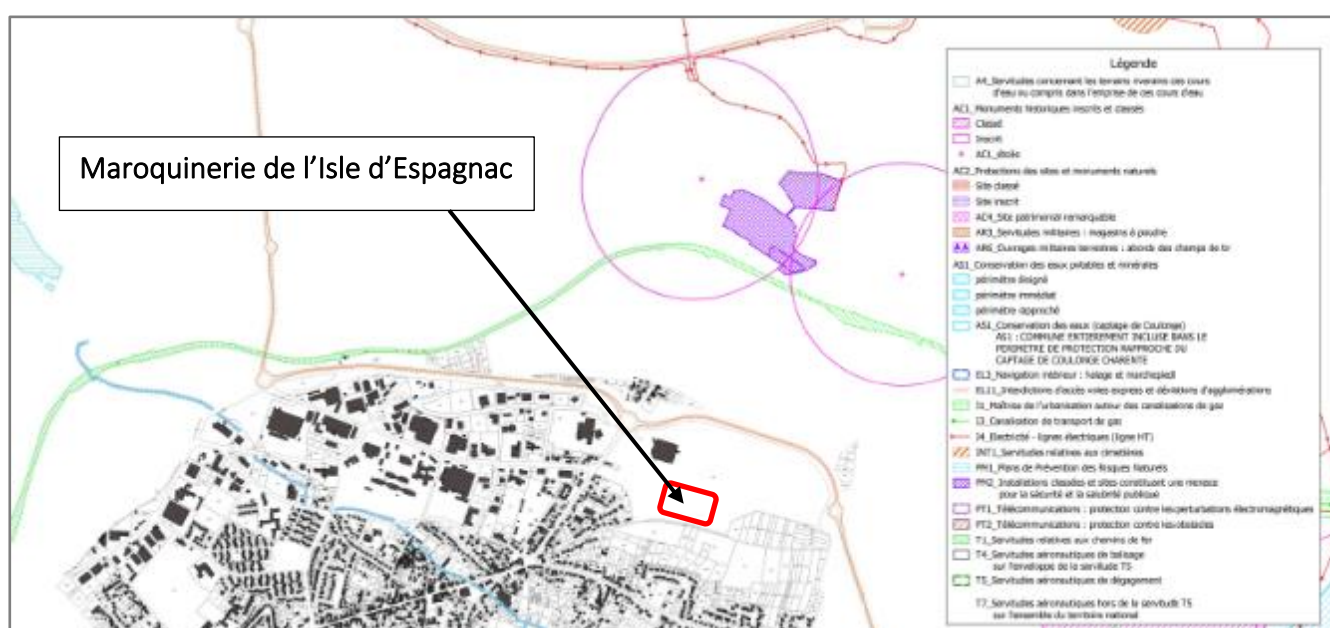 Maroquinerie de l'Isle d'Espagnac
Légende
A4_Servitudes concernant les terrains riverains des cours
d'eau ou compris dans l'emprise de ces cours d'eau
AC1_Monuments historiques inscrits et classés
Classé
Inscrit
AC1_étoile
AC2_Protections des sites et monuments naturels
Site classé
Site inscrit
AC4_Site patrimonial remarquable
AR3_Servitudes militaires : magasins à poudre
AR6_Ouvrages militaires terrestres : abords des champs de tir
AS1_Conservation des eaux potables et minérales
périmètre éloigné
périmètre immédiat
périmètre rapproché
AS1_Conservation des eaux (captage de Coulonge)
AS1 : COMMUNE ENTIEREMENT INCLUSE DANS LE
PERIMETRE DE PROTECTION RAPPROCHE DU
CAPTAGE DE COULONGE CHARENTE
EL3_Navigation intérieur : halage et marchepied
EL11_Interdictions d'accès voies express et déviations d'agglomérations
I1_Maîtrise de l'urbanisation autour des canalisations de gaz
I3_Canalisation de transport de gaz
I4_Electricité - lignes électriques (ligne HT)
INT1_Servitudes relatives aux cimetières
PM1_Plans de Prévention des Risques Naturels
PM2_Installations classées et sites constituant une menace
pour la sécurité et la salubrité publique
PT1_Télécommunications : protection contre les perturbations électromagnétiques
PT2_Télécommunications : protection contre les obstacles
T1_Servitudes relatives aux chemins de fer
T4_Servitudes aéronautiques de balisage
sur l'enveloppe de la servitude T5
T5_Servitudes aéronautiques de dégagement
T7_Servitudes aéronautiques hors de la servitude T5
sur l'ensemble du territoire national